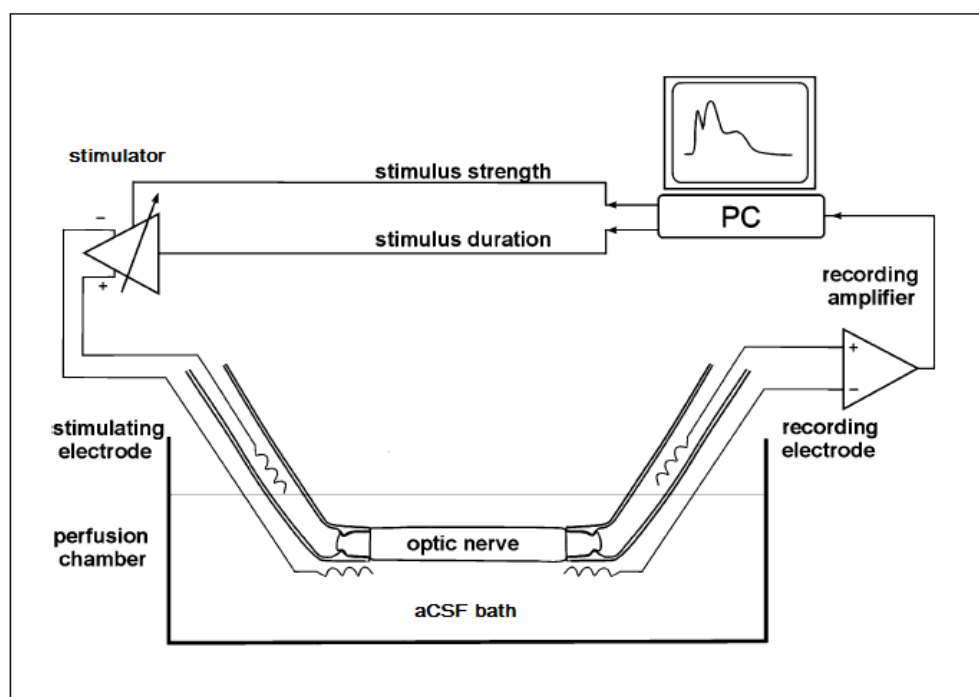 stimulator
stimulus strength
PC
−
stimulus duration
+
recording
amplifier
+
−
stimulating
electrode
recording
electrode
perfusion
chamber
optic nerve
aCSF bath